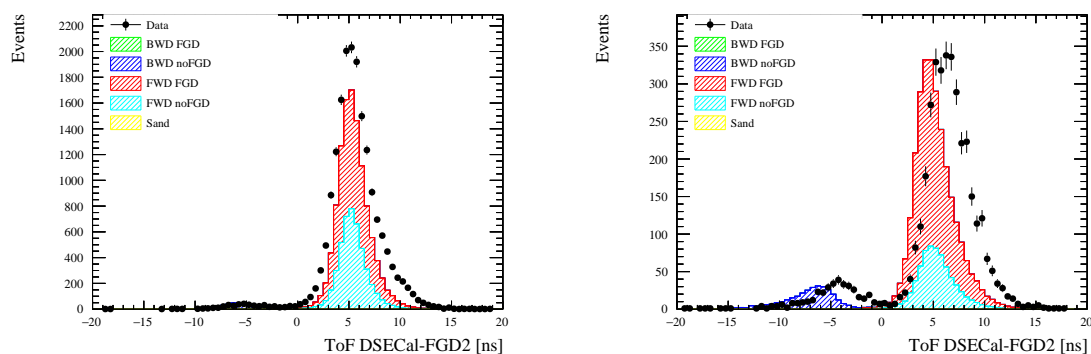 Events
2200
2000
1800
1600
1400
1200
1000
800
600
400
200
0
Data
BWD FGD
BWD noFGD
FWD FGD
FWD noFGD
Sand
−20 −15 −10 −5 0 5 10 15 20
ToF DSECal-FGD2 [ns]
Events
350
300
250
200
150
100
50
0
Data
BWD FGD
BWD noFGD
FWD FGD
FWD noFGD
Sand
−20 −15 −10 −5 0 5 10 15 20
ToF DSECal-FGD2 [ns]